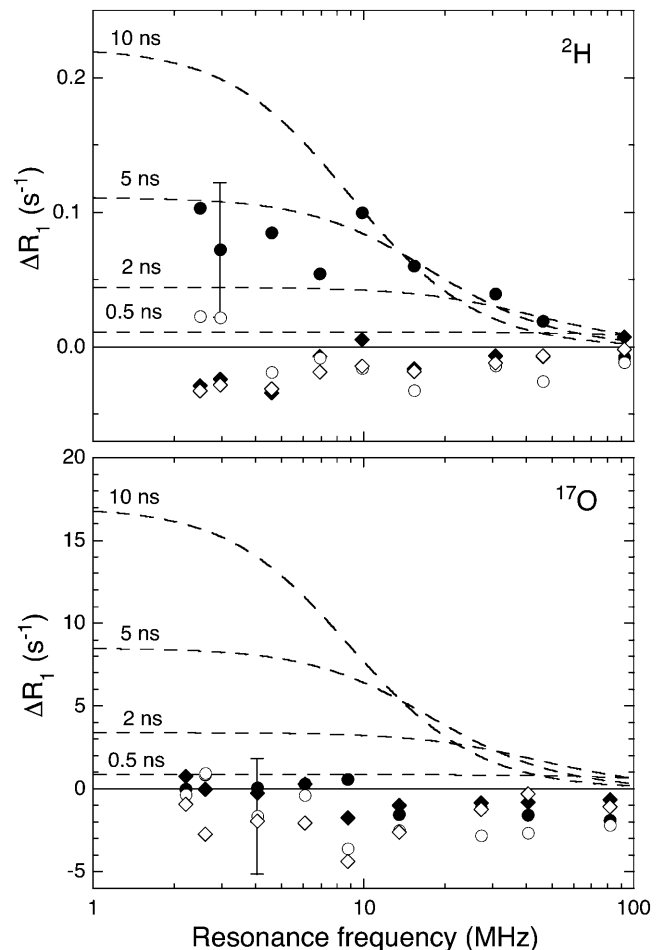 10 ns
²H
0.2
5 ns
0.1
2 ns
0.5 ns
0.0
ΔR₁ (s⁻¹)
20
10 ns
¹⁷O
15
10
5 ns
5
2 ns
0.5 ns
0
-5
ΔR₁ (s⁻¹)
1 10 100
Resonance frequency (MHz)